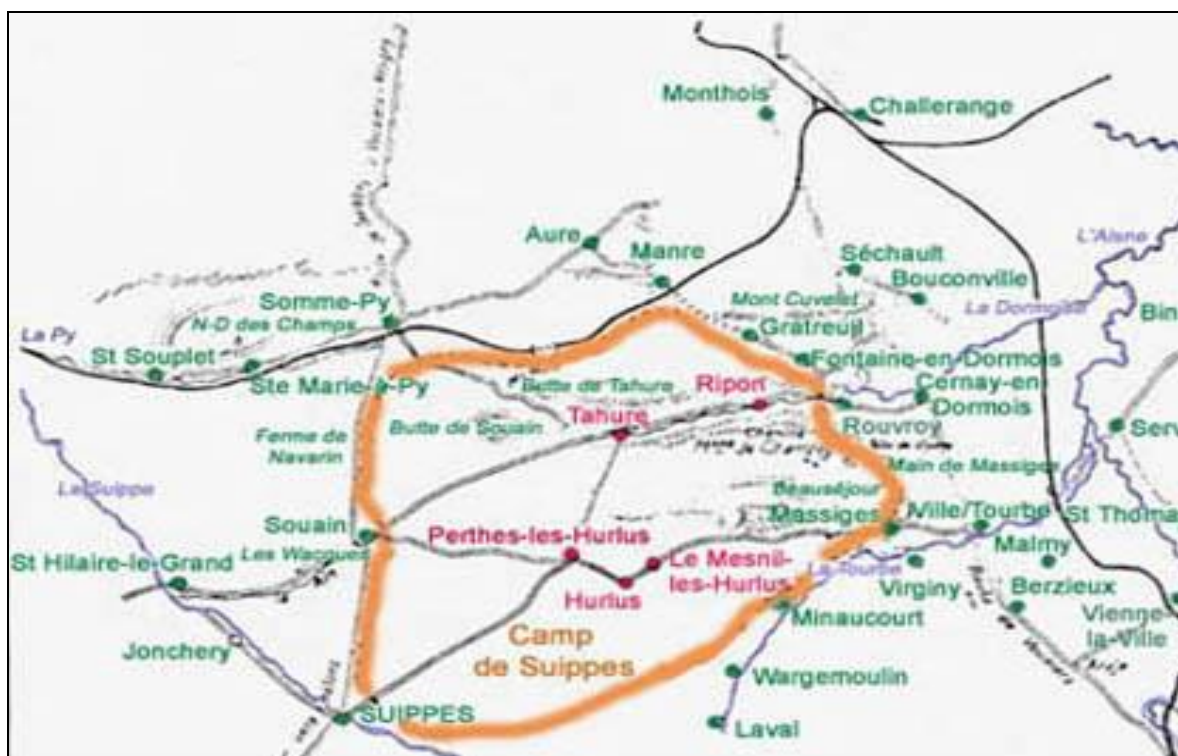 Monthois
Challerange
L'Aisne
Aure
Manre
Séchault
Bouconville
Somme-Py
Mont Cuvelet
La Dormoise
N-D des Champs
La Py
Gratreuil
Bin
St Souplet
Fontaine-en-Dormois
Ste Marie-à-Py
Butte de Tahure
Ripon
Cernay-en-
Dormois
Tahure
Butte de Souain
Rouvroy
Serv
Ferme de
Navarin
Main de Massiges
La Suippe
Beauséjour
Massiges
Ville/Tourbe
St Thomas
Souain
Perthes-les-Hurlus
Malmy
Les Wacques
St Hilaire-le-Grand
Le Mesnil-
les-Hurlus
La Tourbe
Virginy
Berzieux
Hurlus
Minaucourt
Vienne-
la-Ville
Jonchery
Camp
de Suippes
Wargemoulin
SUIPPES
Laval